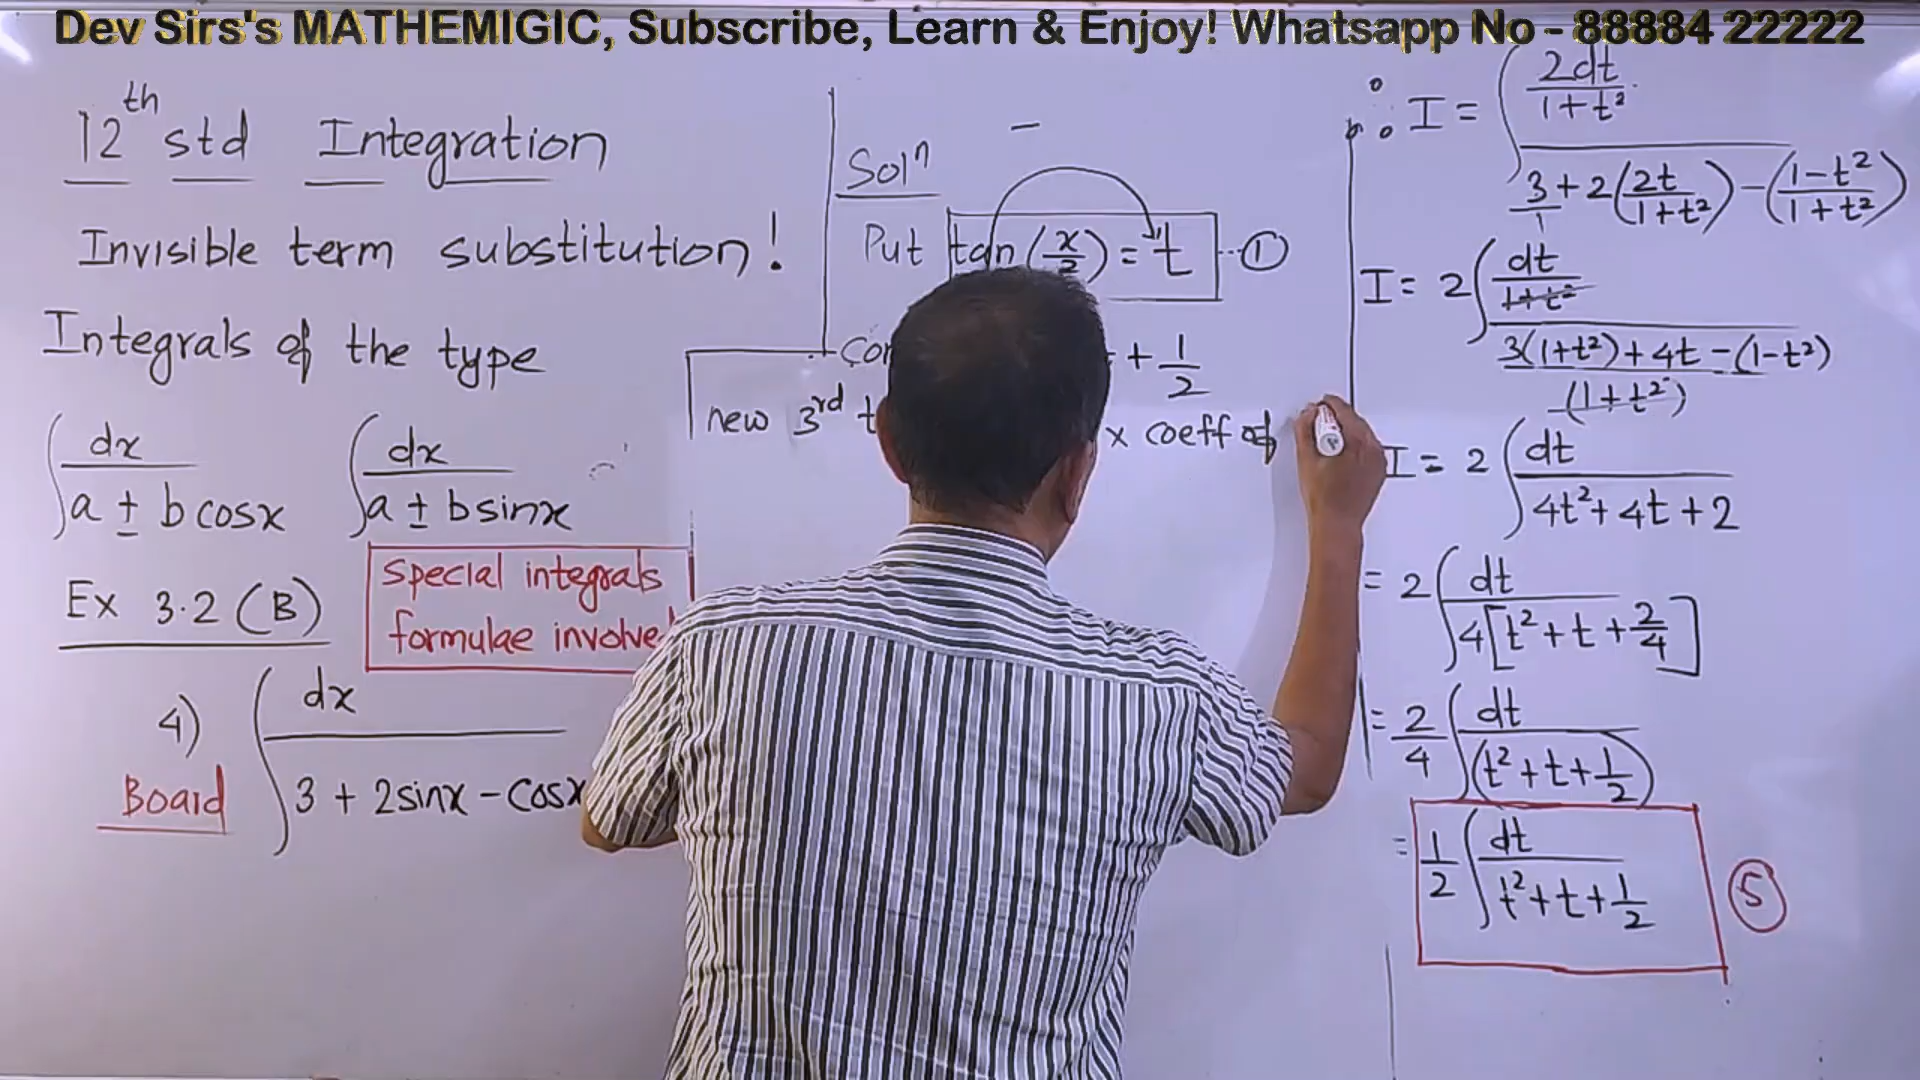 Dev Sirs's MATHEMIGIC, Subscribe, Learn & Enjoy! Whatsapp No - 88884 22222
12th std Integration
Invisible term substitution!
Integrals of the type
∫ dx / (a ± b cosx)   ∫ dx / (a ± b sinx)
Ex 3.2 (B)
Special integrals
formulae
4) ∫ dx / (3 + 2sinx - cosx
Board
Solⁿ
Put tan(x/2) = t ① 
+ 1/2
new 3rd
× coeff of
∴ I = ∫ (2dt / (1+t²)) / (3/1 + 2(2t/(1+t²)) - ((1-t²)/(1+t²)))
I = 2 ∫ (dt / (1+t²)) / ((3(1+t²) + 4t - (1-t²)) / (1+t²))
I = 2 ∫ dt / (4t² + 4t + 2)
= 2 ∫ dt / (4[t² + t + 2/4])
= 2/4 ∫ dt / (t² + t + 1/2)
= 1/2 ∫ dt / (t² + t + 1/2) ⑤